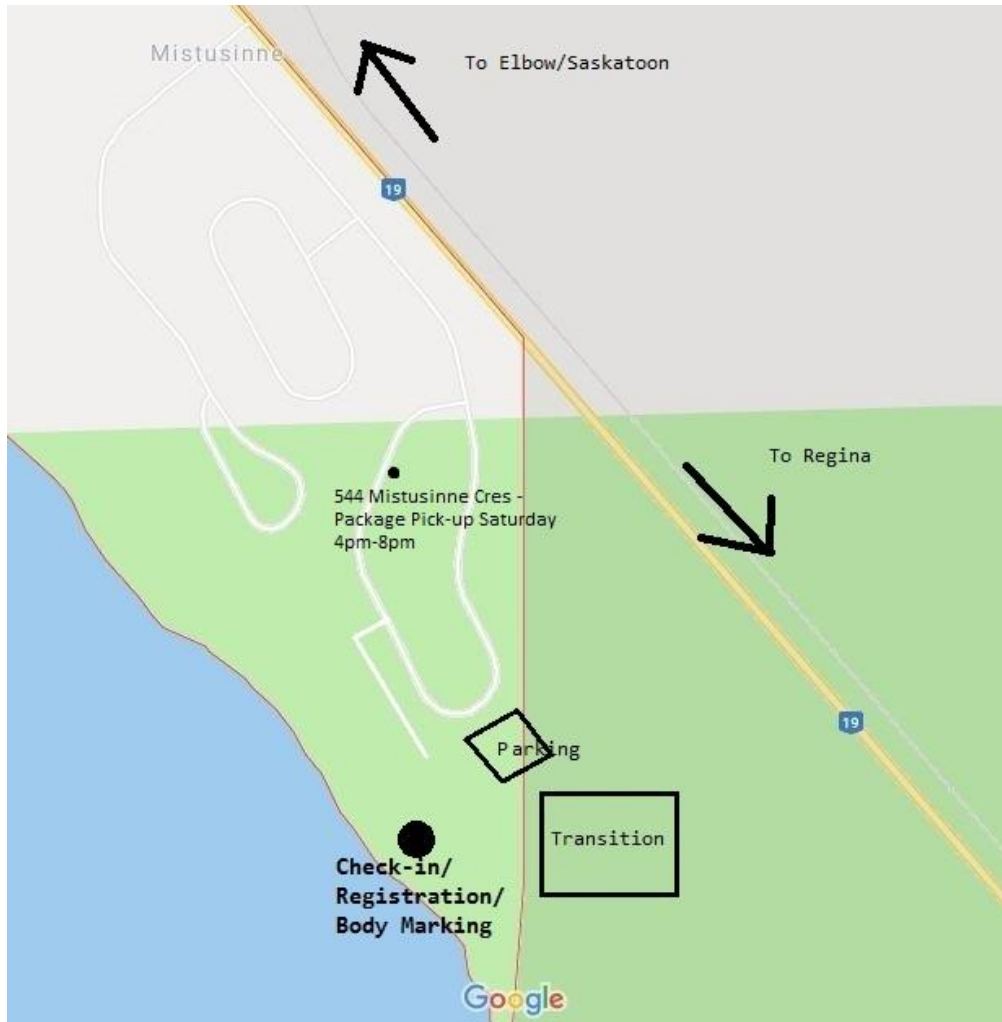 Mistusinne
To Elbow/Saskatoon
19
To Regina
544 Mistusinne Cres -
Package Pick-up Saturday
4pm-8pm
19
Parking
Transition
Check-in/
Registration/
Body Marking
Google